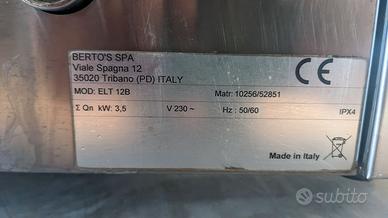 BERTO'S SPA
Viale Spagna 12
35020 Tribano (PD) ITALY
CE
MOD: ELT 12B Matr: 10256/52851
Σ Qn kW: 3,5 V 230 ~ Hz : 50/60 IPX4
Made in Italy
subito